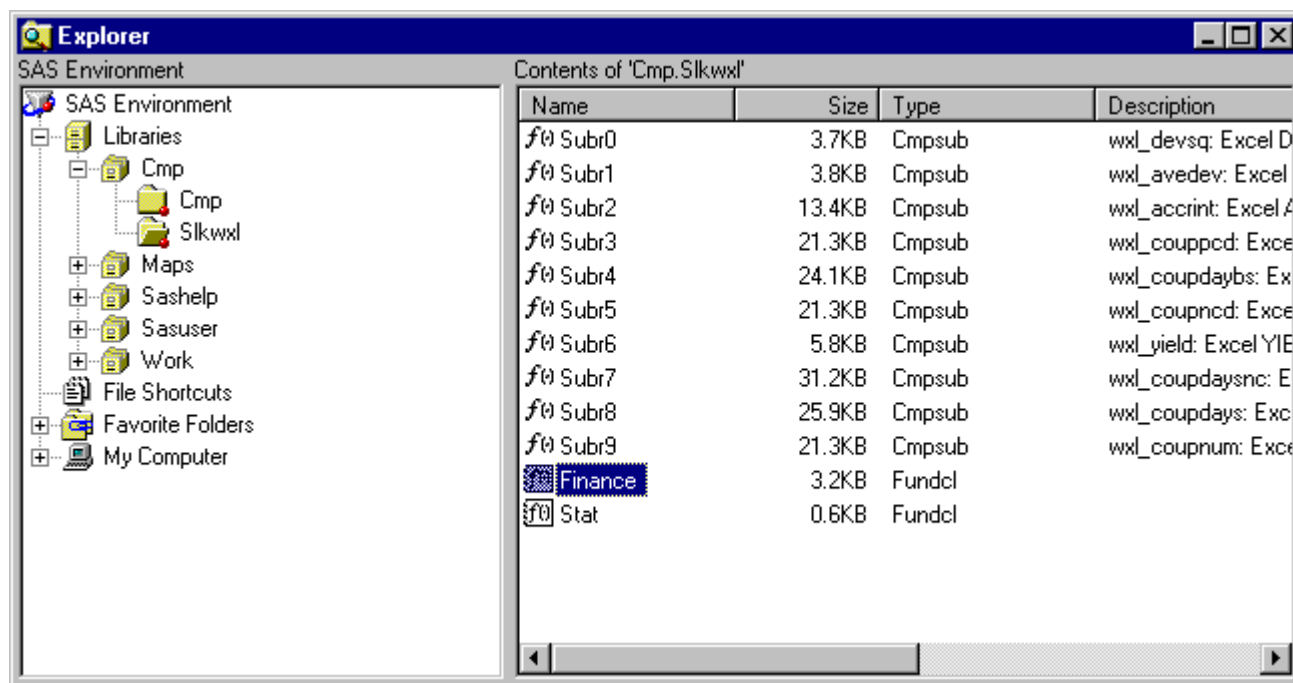 Explorer
SAS Environment
SAS Environment
Libraries
Cmp
Cmp
Slkwxl
Maps
Sashelp
Sasuser
Work
File Shortcuts
Favorite Folders
My Computer
Contents of 'Cmp.Slkwxl'
Name Size Type Description
f() Subr0 3.7KB Cmpsub wxl_devsq: Excel D
f() Subr1 3.8KB Cmpsub wxl_avedev: Excel
f() Subr2 13.4KB Cmpsub wxl_accrint: Excel A
f() Subr3 21.3KB Cmpsub wxl_couppcd: Exce
f() Subr4 24.1KB Cmpsub wxl_coupdaybs: Ex
f() Subr5 21.3KB Cmpsub wxl_coupncd: Exce
f() Subr6 5.8KB Cmpsub wxl_yield: Excel YIE
f() Subr7 31.2KB Cmpsub wxl_coupdaysnc: E
f() Subr8 25.9KB Cmpsub wxl_coupdays: Exc
f() Subr9 21.3KB Cmpsub wxl_coupnum: Exce
f() Finance 3.2KB Fundcl
f() Stat 0.6KB Fundcl